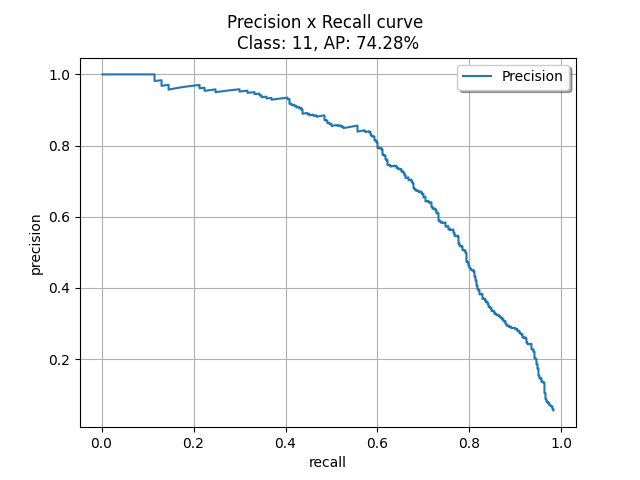 Precision x Recall curve
Class: 11, AP: 74.28%
Precision
1.0
0.8
0.6
0.4
0.2
precision
0.0 0.2 0.4 0.6 0.8 1.0
recall